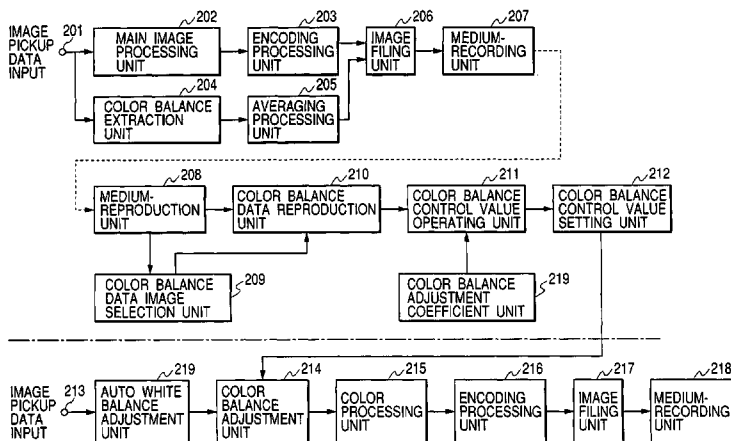 IMAGE
PICKUP
DATA
INPUT
201
202
MAIN IMAGE
PROCESSING
UNIT
203
ENCODING
PROCESSING
UNIT
206
IMAGE
FILING
UNIT
207
MEDIUM-
RECORDING
UNIT
204
COLOR BALANCE
EXTRACTION
UNIT
205
AVERAGING
PROCESSING
UNIT
208
MEDIUM-
REPRODUCTION
UNIT
210
COLOR BALANCE
DATA REPRODUCTION
UNIT
211
COLOR BALANCE
CONTROL VALUE
OPERATING UNIT
212
COLOR BALANCE
CONTROL VALUE
SETTING UNIT
COLOR BALANCE
DATA IMAGE
SELECTION UNIT
209
COLOR BALANCE
ADJUSTMENT
COEFFICIENT UNIT
219
IMAGE
PICKUP
DATA
INPUT
213
219
AUTO WHITE
BALANCE
ADJUSTMENT
UNIT
214
COLOR
BALANCE
ADJUSTMENT
UNIT
215
COLOR
PROCESSING
UNIT
216
ENCODING
PROCESSING
UNIT
217
IMAGE
FILING
UNIT
218
MEDIUM-
RECORDING
UNIT